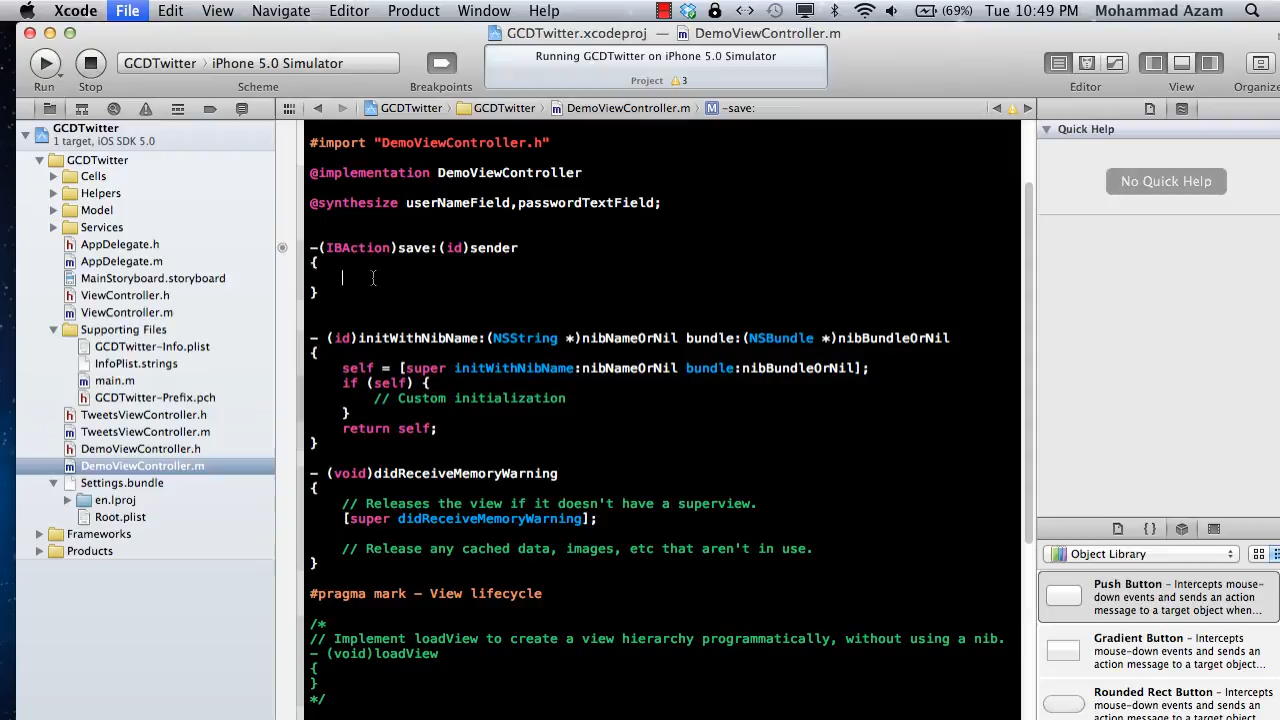 Xcode File Edit View Navigate Editor Product Window Help (69%) Tue 10:49 PM Mohammad Azam
GCDTwitter.xcodeproj — DemoViewController.m
GCDTwitter iPhone 5.0 Simulator
Running GCDTwitter on iPhone 5.0 Simulator
Project 3
Run Stop Scheme Breakpoints Editor View Organize
GCDTwitter GCDTwitter DemoViewController.m -save:
GCDTwitter
1 target, iOS SDK 5.0
GCDTwitter
Cells
Helpers
Model
Services
AppDelegate.h
AppDelegate.m
MainStoryboard.storyboard
ViewController.h
ViewController.m
Supporting Files
GCDTwitter-Info.plist
InfoPlist.strings
main.m
GCDTwitter-Prefix.pch
TweetsViewController.h
TweetsViewController.m
DemoViewController.h
DemoViewController.m
Settings.bundle
en.lproj
Root.plist
Frameworks
Products
#import "DemoViewController.h"
@implementation DemoViewController
@synthesize userNameField,passwordTextField;
-(IBAction)save:(id)sender
{
}
- (id)initWithNibName:(NSString *)nibNameOrNil bundle:(NSBundle *)nibBundleOrNil
{
self = [super initWithNibName:nibNameOrNil bundle:nibBundleOrNil];
if (self) {
// Custom initialization
}
return self;
}
- (void)didReceiveMemoryWarning
{
// Releases the view if it doesn't have a superview.
[super didReceiveMemoryWarning];
// Release any cached data, images, etc that aren't in use.
}
#pragma mark - View lifecycle
/*
// Implement loadView to create a view hierarchy programmatically, without using a nib.
- (void)loadView
{
}
*/
Quick Help
No Quick Help
{ }
Object Library
Push Button - Intercepts mouse-
down events and sends an action
message to a target object when...
Gradient Button - Intercepts
mouse-down events and sends an
action message to a target object...
Rounded Rect Button - Intercepts
mouse-down events and sends an